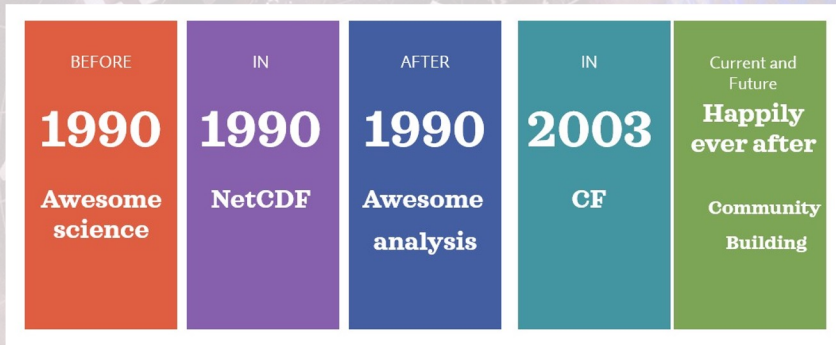 BEFORE
1990
Awesome
science
IN
1990
NetCDF
AFTER
1990
Awesome
analysis
IN
2003
CF
Current and
Future
Happily
ever after
Community
Building